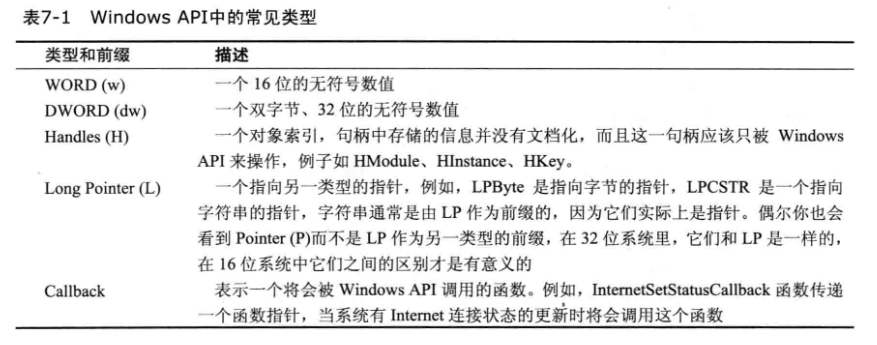 表7-1 Windows API中的常见类型
类型和前缀 描述
WORD (w) 一个 16 位的无符号数值
DWORD (dw) 一个双字节、32 位的无符号数值
Handles (H) 一个对象索引，句柄中存储的信息并没有文档化，而且这一句柄应该只被 Windows
API 来操作，例子如 HModule、HInstance、HKey。
Long Pointer (L) 一个指向另一类型的指针，例如，LPByte 是指向字节的指针，LPCSTR 是一个指向
字符串的指针，字符串通常是由 LP 作为前缀的，因为它们实际上是指针。偶尔你也会
看到 Pointer (P)而不是 LP 作为另一类型的前缀，在 32 位系统里，它们和 LP 是一样的，
在 16 位系统中它们之间的区别才是有意义的
Callback 表示一个将会被 Windows API 调用的函数。例如，InternetSetStatusCallback 函数传递
一个函数指针，当系统有 Internet 连接状态的更新时将会调用这个函数